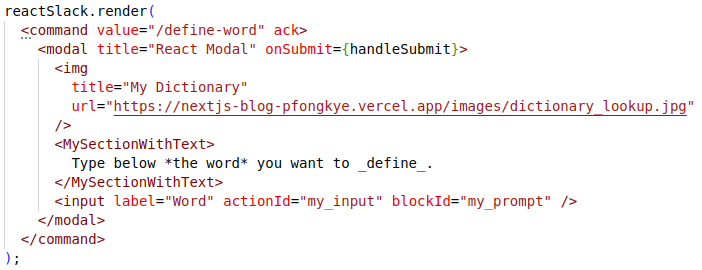 reactSlack.render(
<command value="/define-word" ack>
<modal title="React Modal" onSubmit={handleSubmit}>
<img
title="My Dictionary"
url="https://nextjs-blog-pfongkye.vercel.app/images/dictionary_lookup.jpg"
/>
<MySectionWithText>
Type below *the word* you want to _define_.
</MySectionWithText>
<input label="Word" actionId="my_input" blockId="my_prompt" />
</modal>
</command>
);